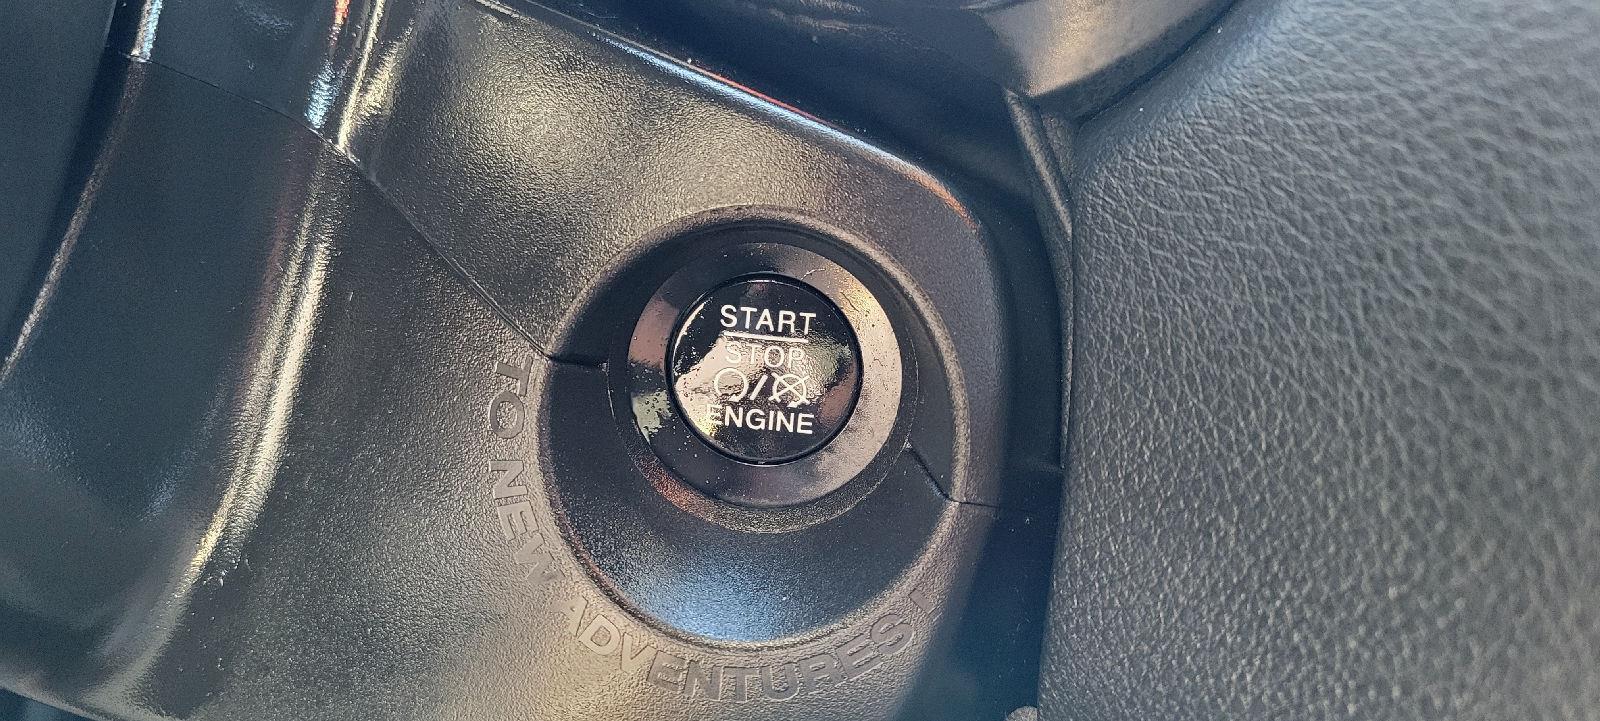 START
STOP
ENGINE
TO NEW ADVENTURES !